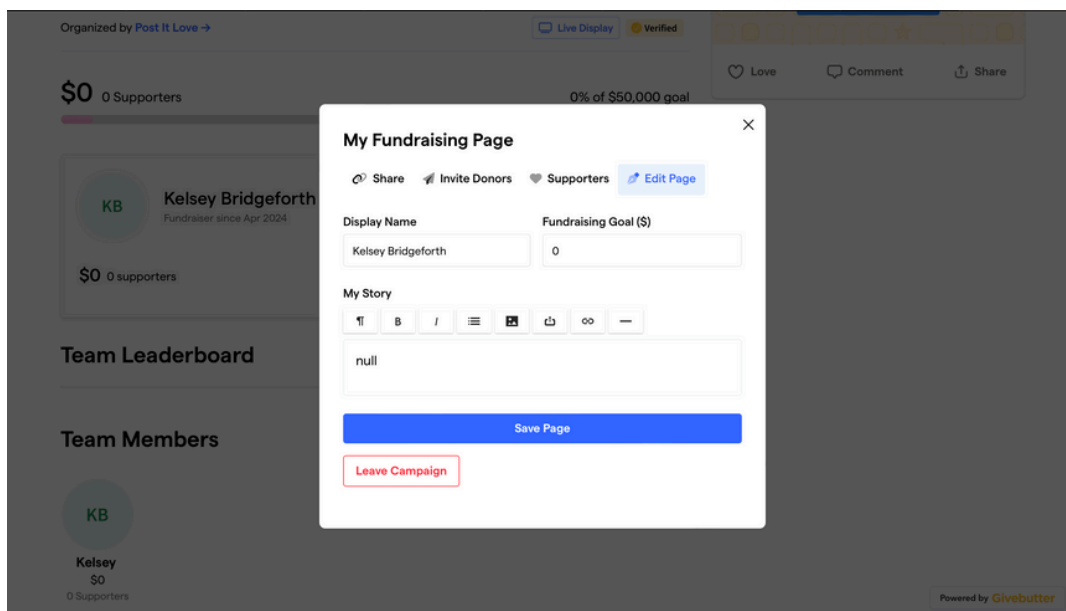 Organized by Post It Love →
Live Display
Verified
$0 0 Supporters
0% of $50,000 goal
Love
Comment
Share
My Fundraising Page
Share
Invite Donors
Supporters
Edit Page
Display Name
Fundraising Goal ($)
Kelsey Bridgeforth
0
My Story
¶ B I
null
Save Page
Leave Campaign
KB
Kelsey Bridgeforth
Fundraiser since Apr 2024
$0 0 supporters
Team Leaderboard
Team Members
KB
Kelsey
$0
0 Supporters
Powered by Givebutter